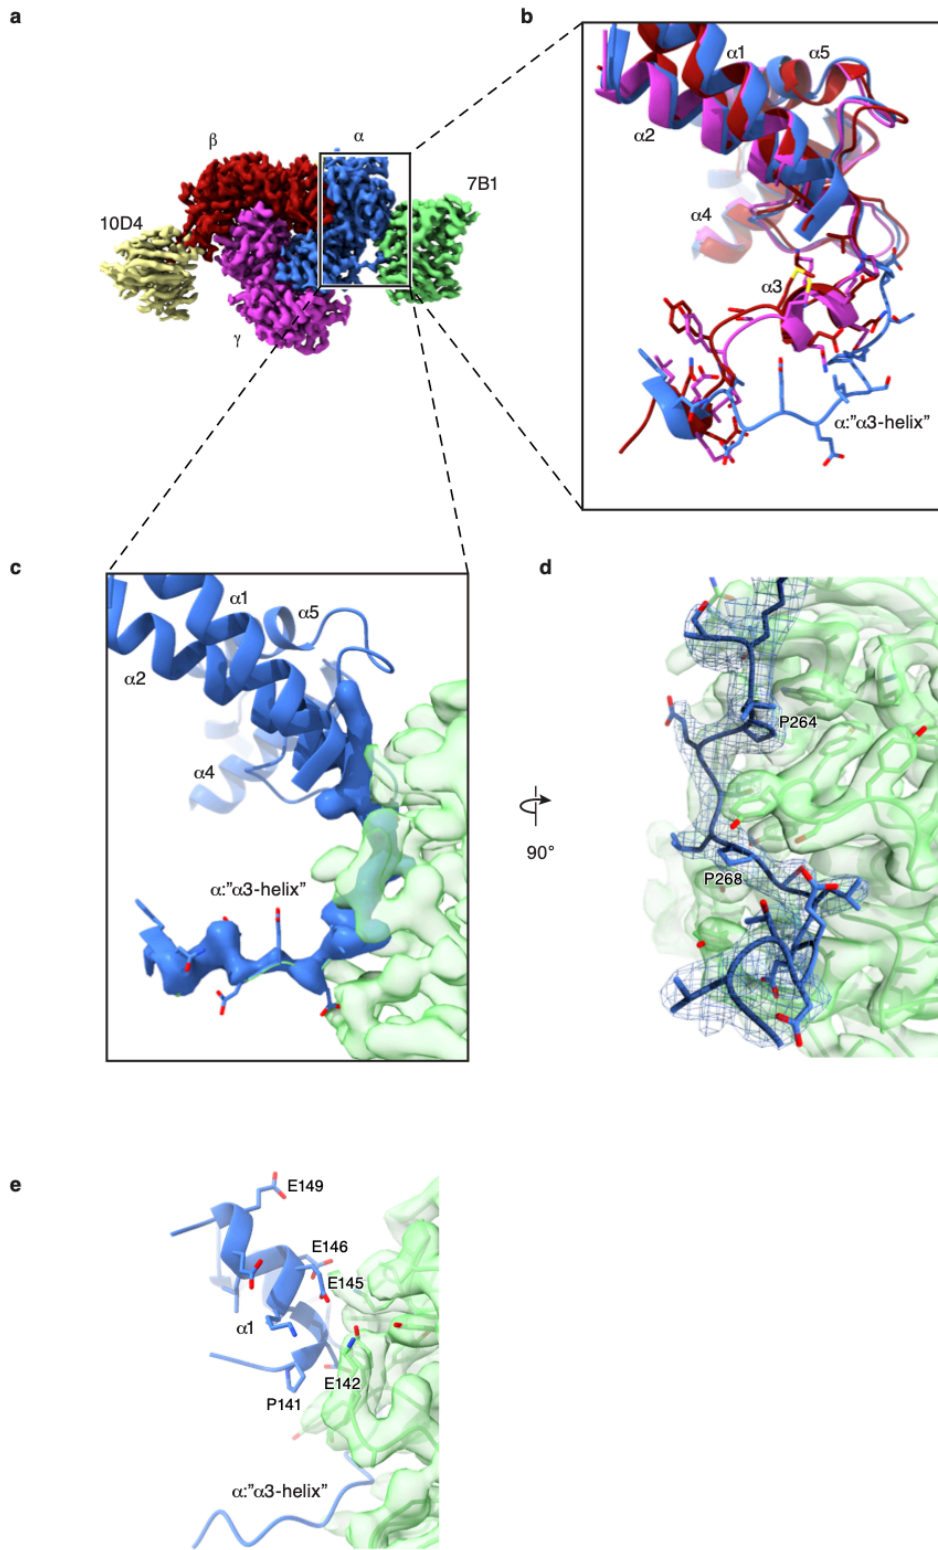 a
b
β
α
7B1
10D4
γ
α1
α5
α2
α4
α3
α:"α3-helix"
c
d
α1
α5
α2
α4
α:"α3-helix"
90°
P264
P268
e
E149
E146
E145
α1
E142
P141
α:"α3-helix"